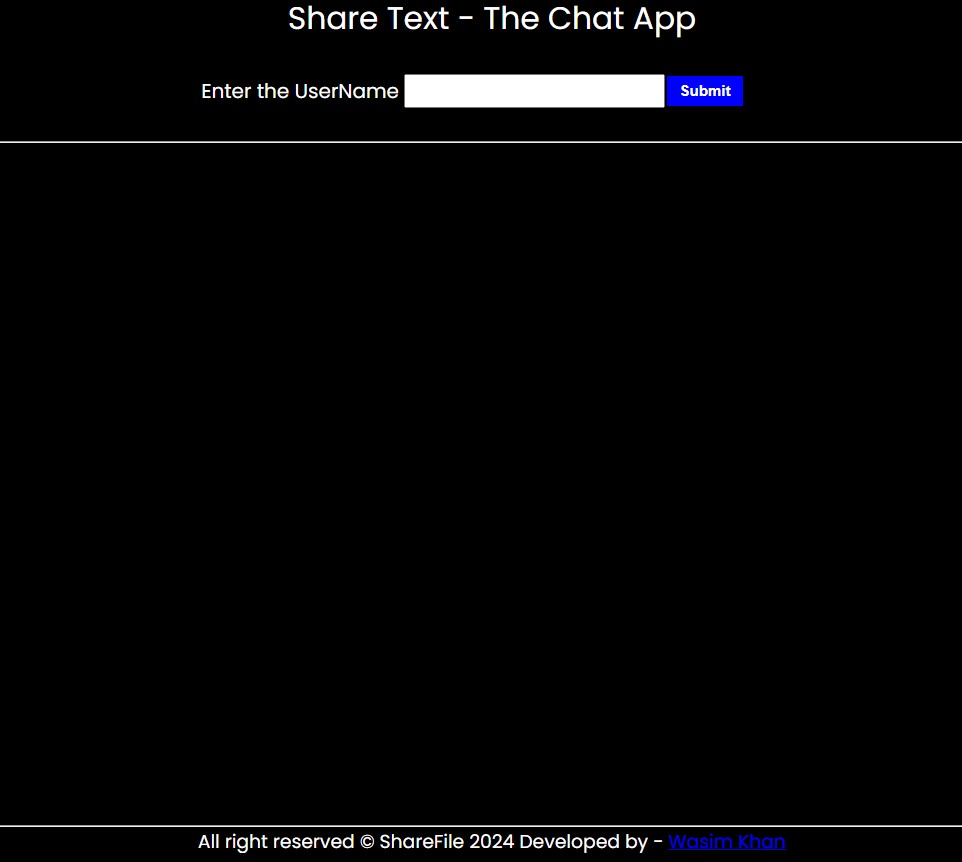 Share Text - The Chat App
Enter the UserName Submit
All right reserved © ShareFile 2024 Developed by - Wasim Khan